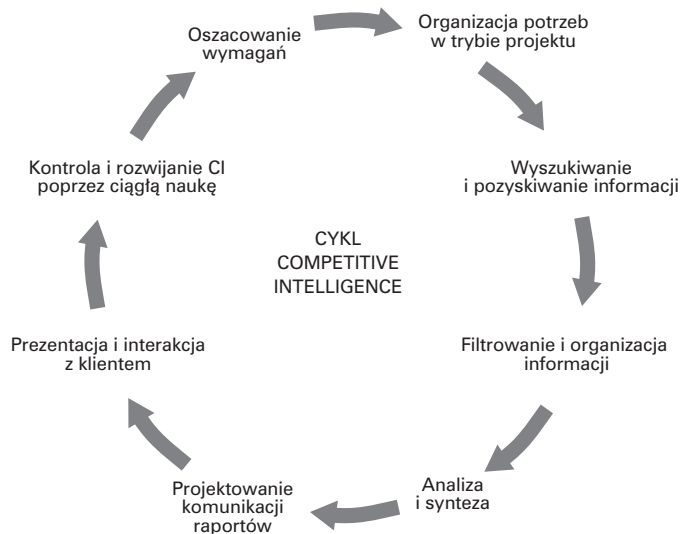 Oszacowanie
wymagań
Organizacja potrzeb
w trybie projektu
Wyszukiwanie
i pozyskiwanie informacji
Filtrowanie i organizacja
informacji
Analiza
i synteza
Projektowanie
komunikacji
raportów
Prezentacja i interakcja
z klientem
Kontrola i rozwijanie CI
poprzez ciągłą naukę
CYKL
COMPETITIVE
INTELLIGENCE